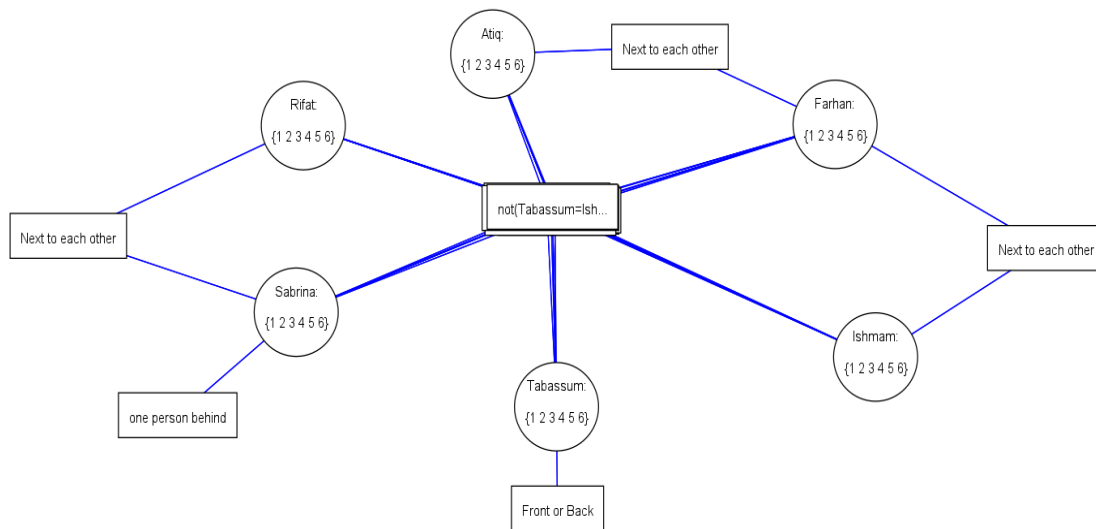 Atiq:
{1 2 3 4 5 6}
Next to each other
Rifat:
{1 2 3 4 5 6}
Farhan:
{1 2 3 4 5 6}
not(Tabassum=Ish...
Next to each other
Next to each other
Sabrina:
{1 2 3 4 5 6}
Ishmam:
{1 2 3 4 5 6}
one person behind
Tabassum:
{1 2 3 4 5 6}
Front or Back